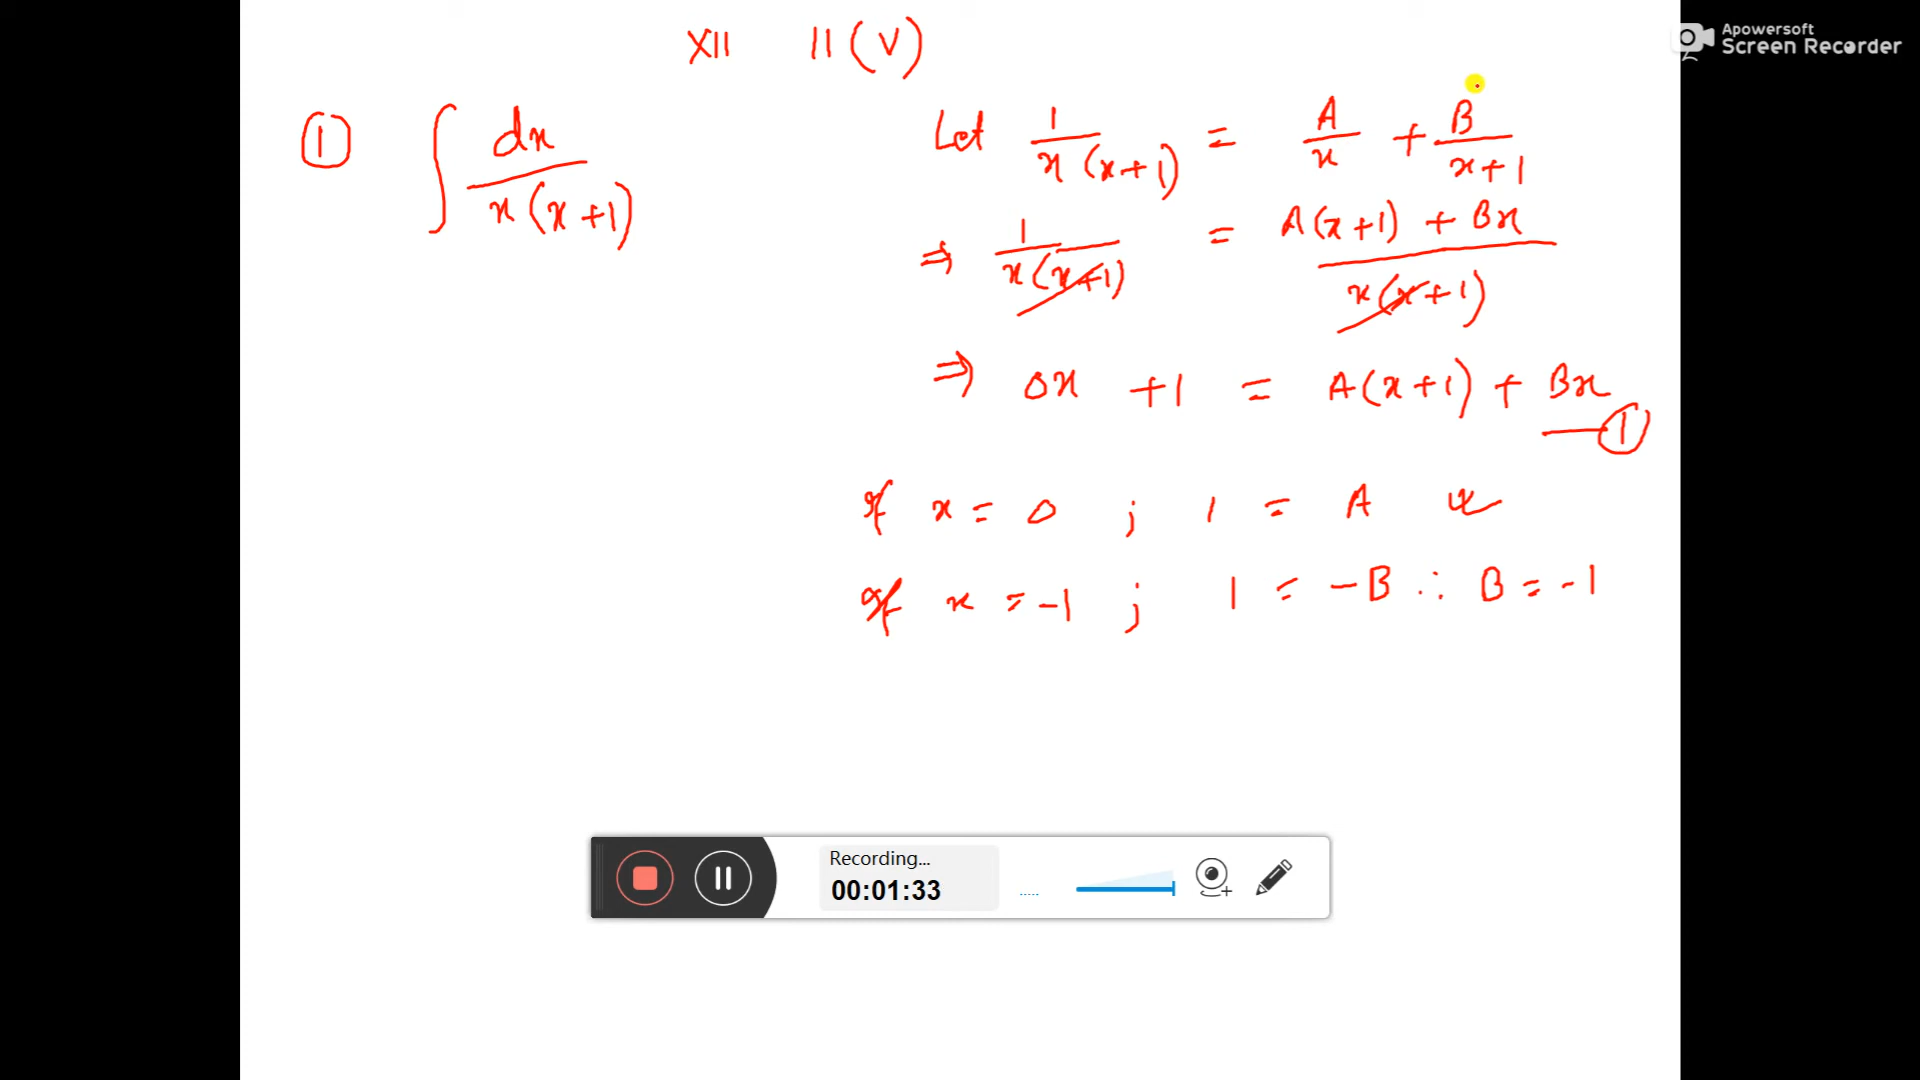 XII 11(V)
Apowersoft
Screen Recorder
① ∫ dx / x(x+1)
Let 1 / x(x+1) = A / x + B / x+1
⇒ 1 / x(x+1) = A(x+1) + Bx / x(x+1)
⇒ 0x + 1 = A(x+1) + Bx
—①
If x = 0 ; 1 = A
If x = -1 ; 1 = -B ∴ B = -1
Recording...
00:01:33